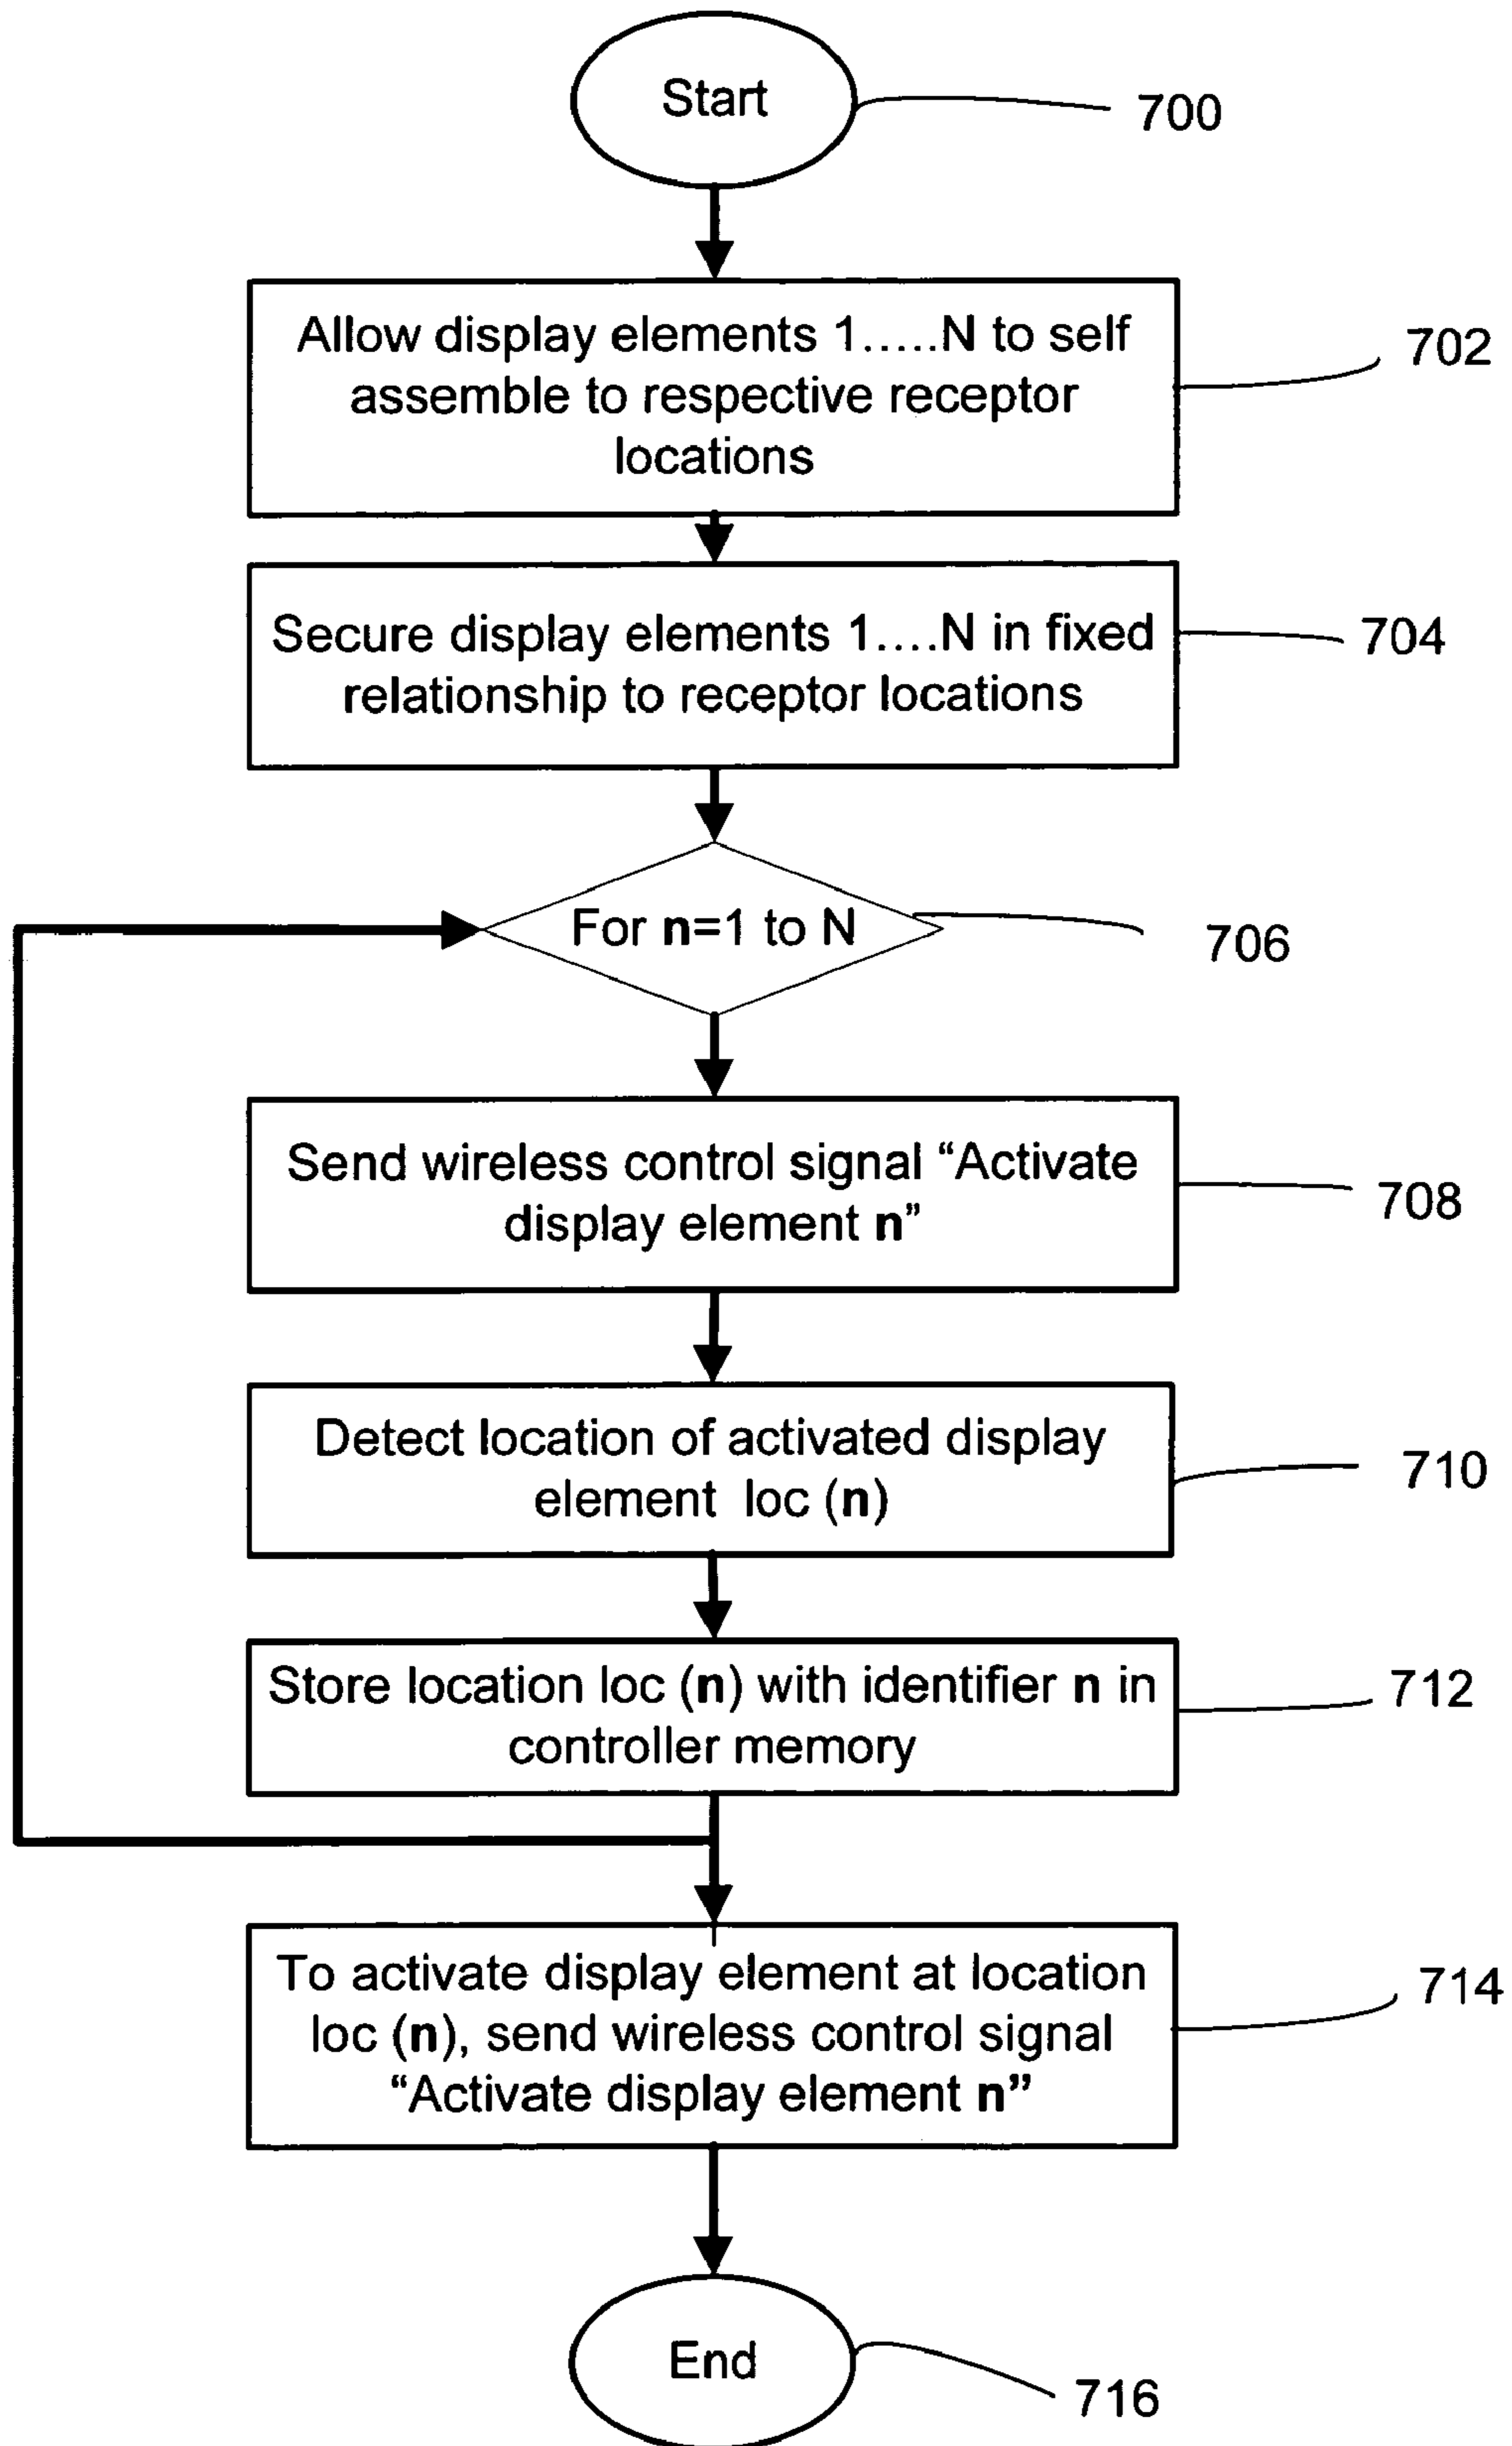 Start
700
Allow display elements 1.....N to self
assemble to respective receptor
locations
702
Secure display elements 1....N in fixed
relationship to receptor locations
704
For n=1 to N
706
Send wireless control signal “Activate
display element n”
708
Detect location of activated display
element loc (n)
710
Store location loc (n) with identifier n in
controller memory
712
To activate display element at location
loc (n), send wireless control signal
“Activate display element n”
714
End
716